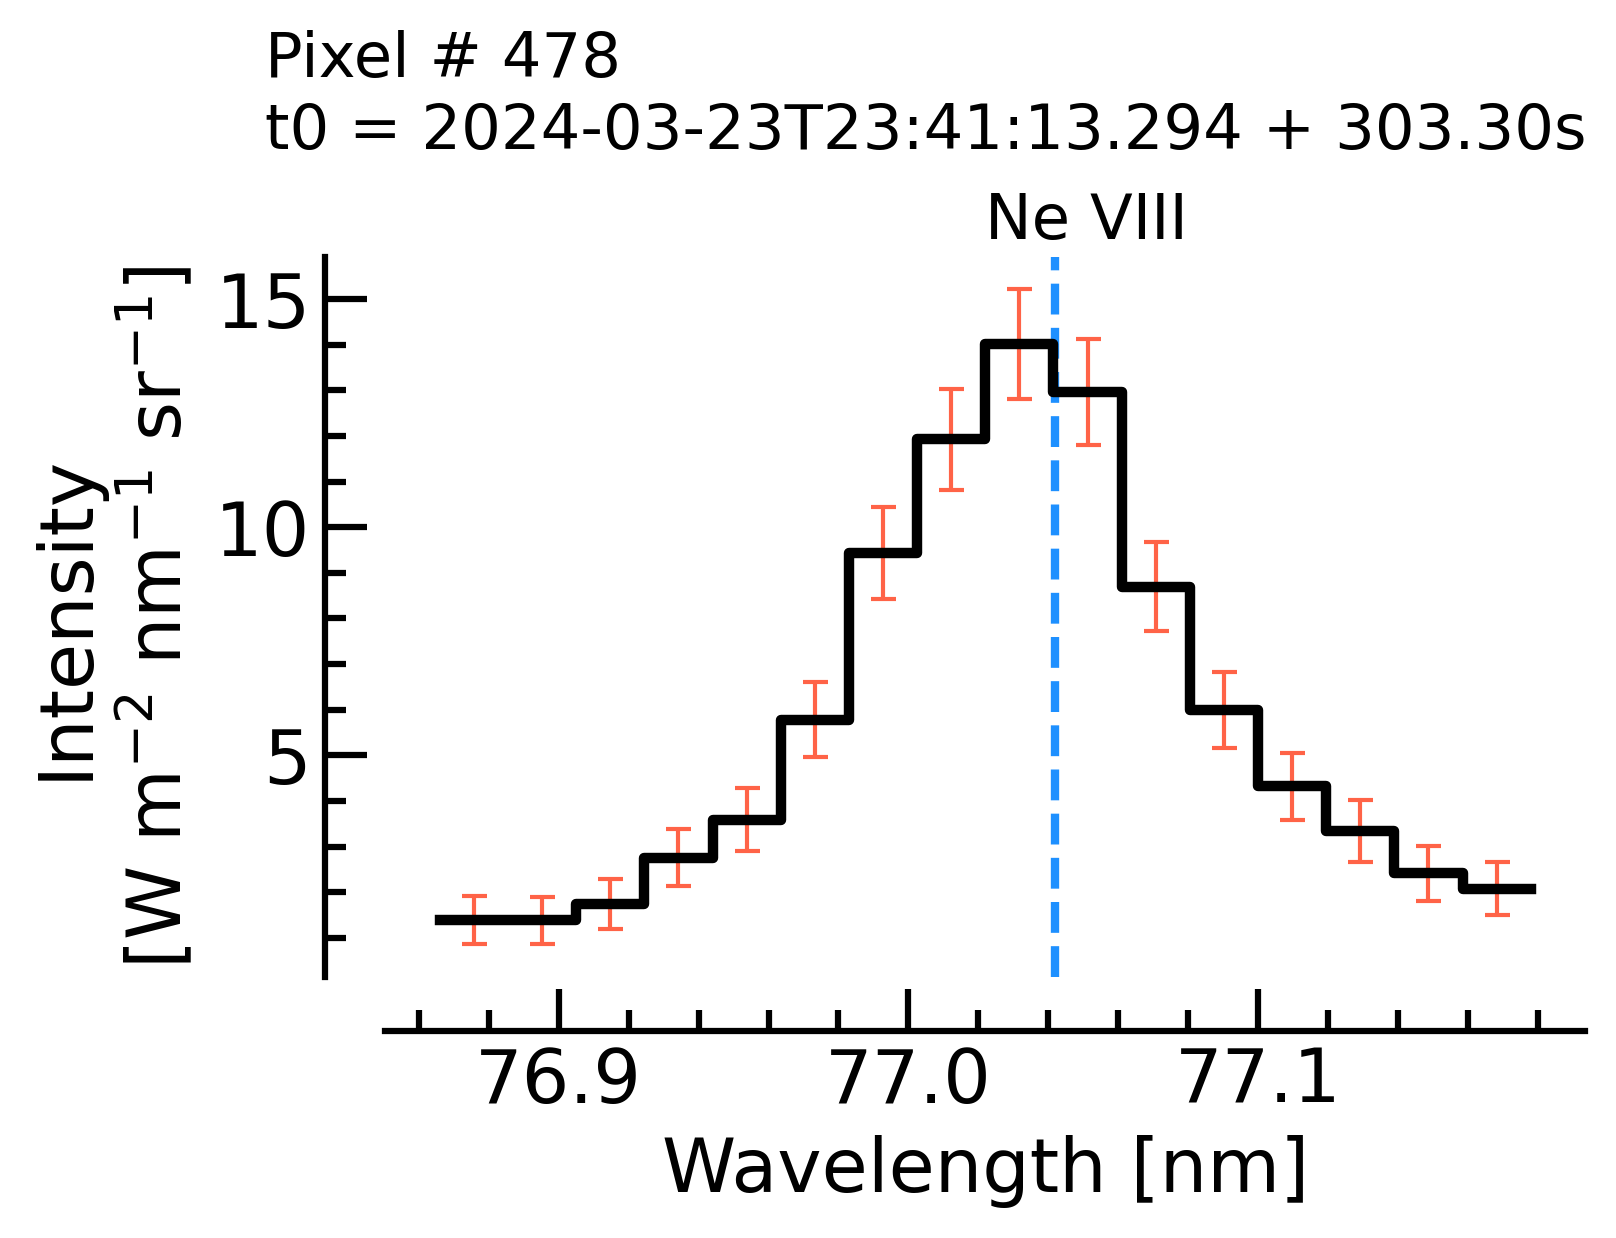 Pixel # 478
t0 = 2024-03-23T23:41:13.294 + 303.30s
Ne VIII
Intensity
[W m⁻² nm⁻¹ sr⁻¹]
15
10
5
76.9 77.0 77.1
Wavelength [nm]